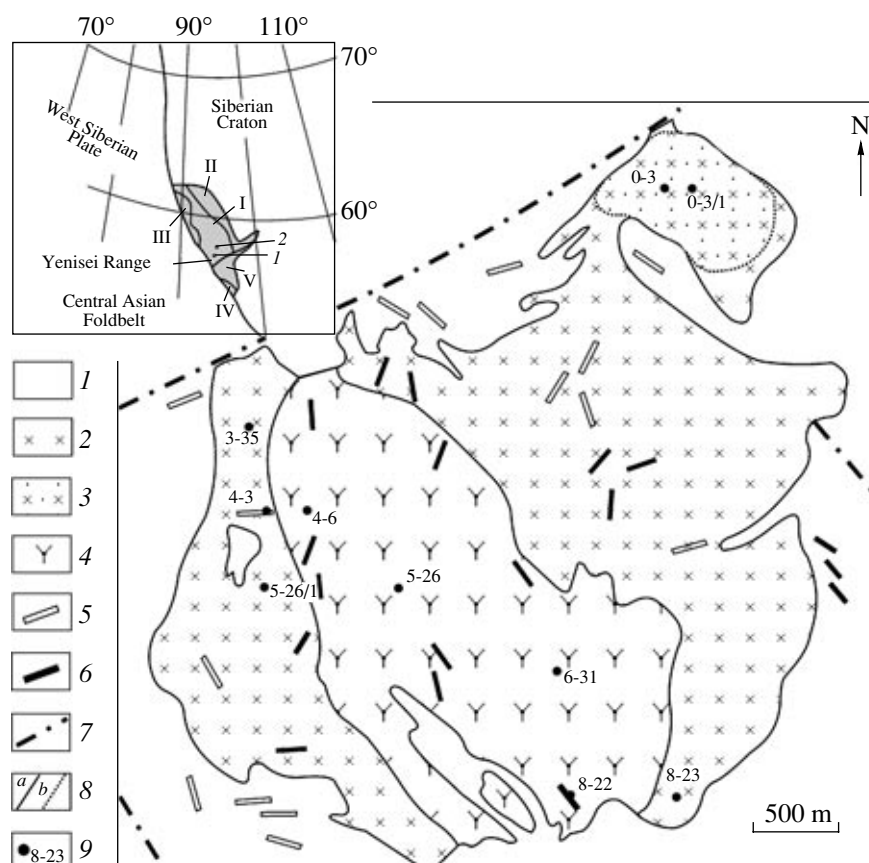 70° 90° 110°
70°
70°
Siberian
Craton
West Siberian
Plate
II
I
60°
III
2
1
Yenisei Range
V
Central Asian
Foldbelt
IV
N
0-3
0-3/1
1
2
3
4
5
6
7
a b 8
8-23 9
3-35
4-3
4-6
5-26/1
5-26
6-31
8-22
8-23
500 m